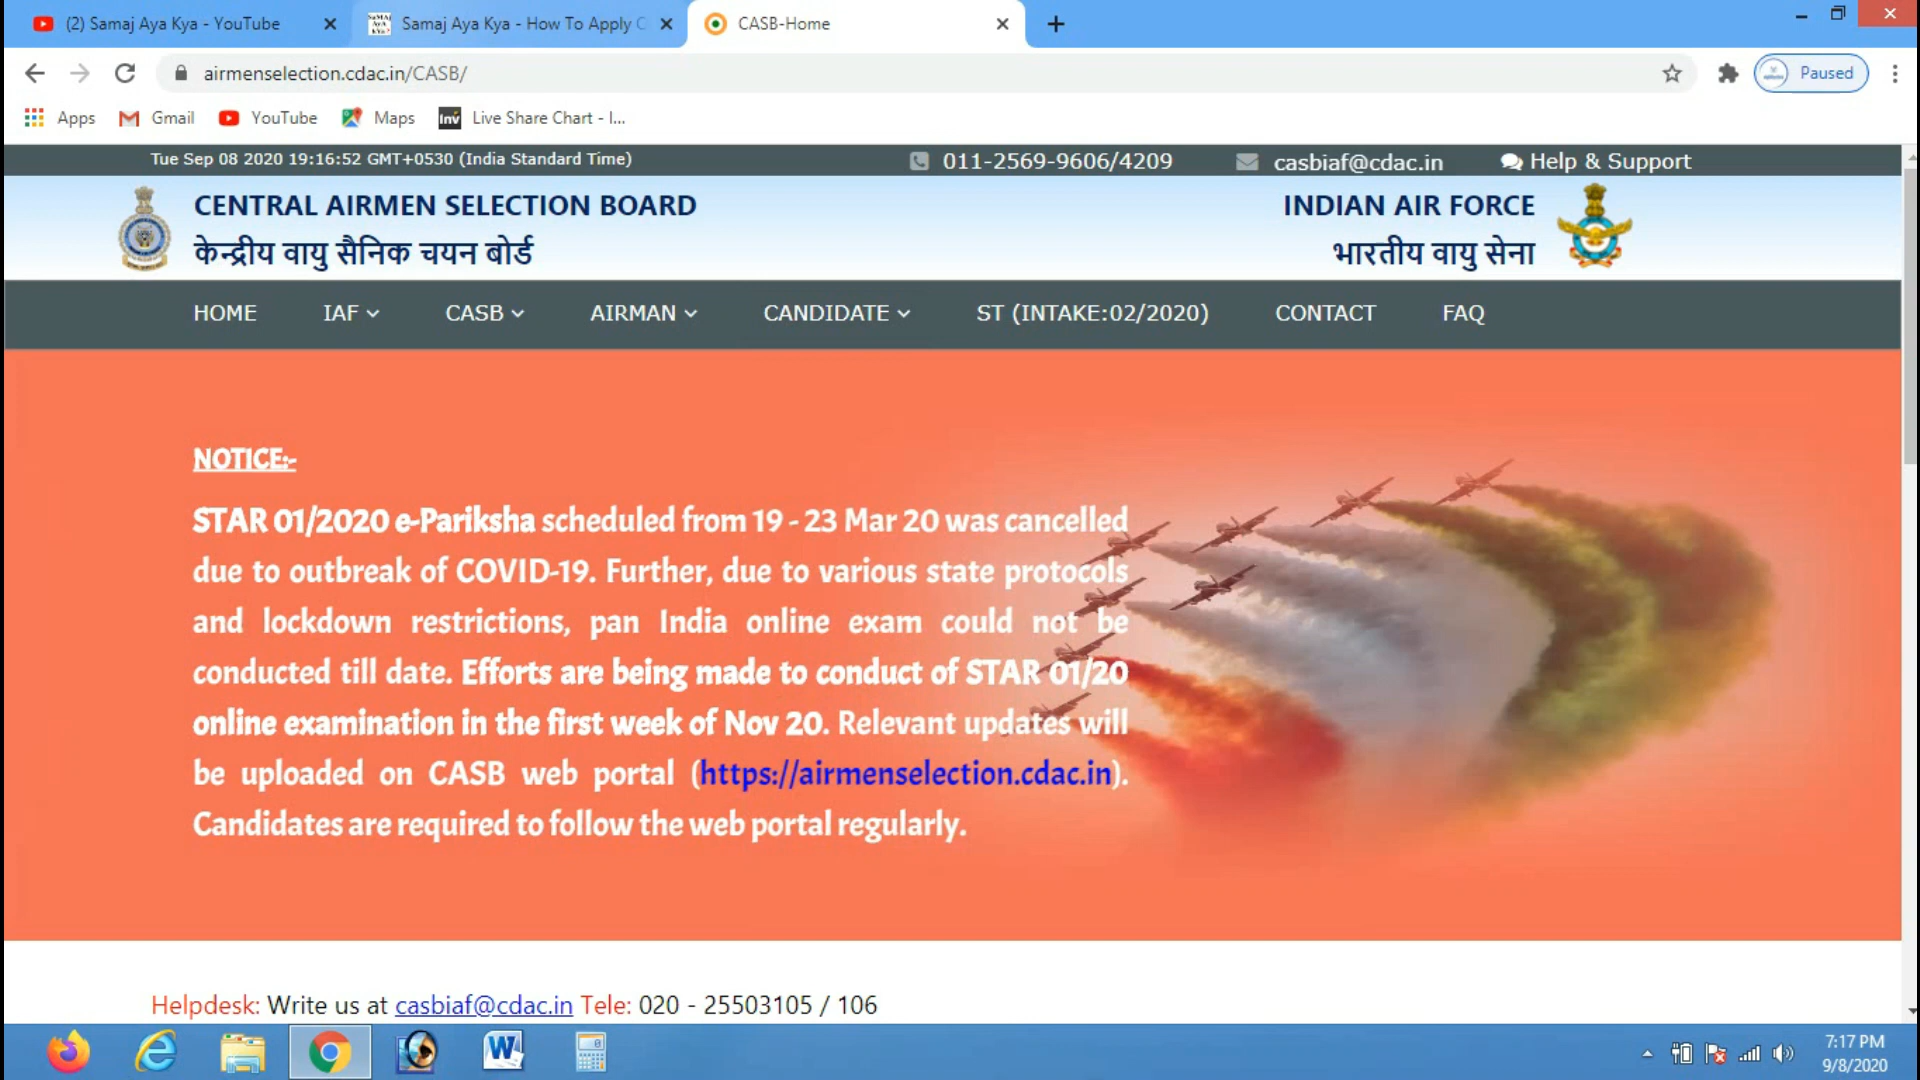 (2) Samaj Aya Kya - YouTube
Samaj Aya Kya - How To Apply C
CASB-Home
airmenselection.cdac.in/CASB/
Paused
Apps
Gmail
YouTube
Maps
Inv
Live Share Chart - I...
Tue Sep 08 2020 19:16:52 GMT+0530 (India Standard Time)
011-2569-9606/4209
casbiaf@cdac.in
Help & Support
CENTRAL AIRMEN SELECTION BOARD
केन्द्रीय वायु सैनिक चयन बोर्ड
INDIAN AIR FORCE
भारतीय वायु सेना
HOME
IAF
CASB
AIRMAN
CANDIDATE
ST (INTAKE:02/2020)
CONTACT
FAQ
NOTICE:-
STAR 01/2020 e-Pariksha scheduled from 19 - 23 Mar 20 was cancelled
due to outbreak of COVID-19. Further, due to various state protocols
and lockdown restrictions, pan India online exam could not be
conducted till date. Efforts are being made to conduct of STAR 01/20
online examination in the first week of Nov 20. Relevant updates will
be uploaded on CASB web portal (https://airmenselection.cdac.in).
Candidates are required to follow the web portal regularly.
Helpdesk: Write us at casbiaf@cdac.in Tele: 020 - 25503105 / 106
7:17 PM
9/8/2020